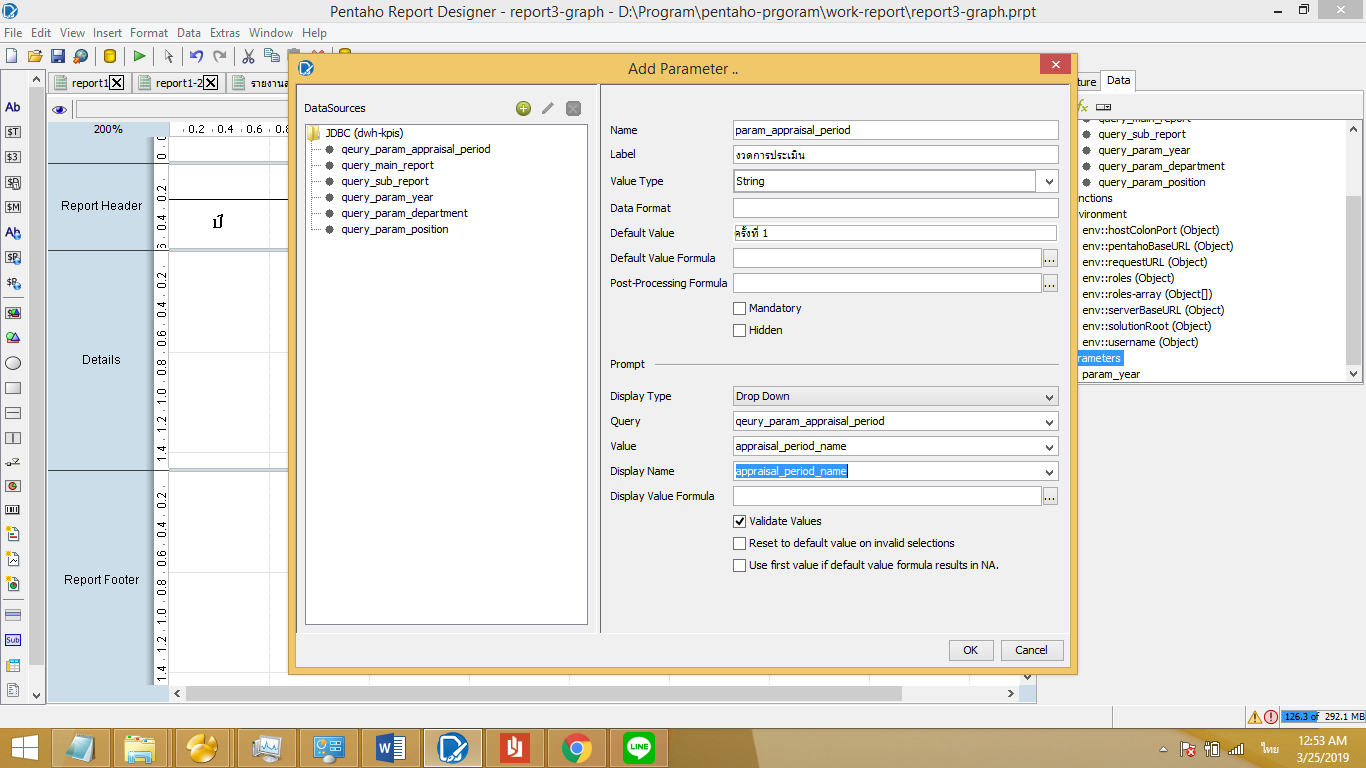 Pentaho Report Designer - report3-graph - D:\Program\pentaho-prgoram\work-report\report3-graph.prpt
File Edit View Insert Format Data Extras Window Help
report1
report1-2
Add Parameter ..
ture
Data
200%
0.2 0.4 0.6 0.8
Report Header
ปี
Details
Report Footer
DataSources
JDBC (dwh-kpis)
qeury_param_appraisal_period
query_main_report
query_sub_report
query_param_year
query_param_department
query_param_position
Name param_appraisal_period
Label งวดการประเมิน
Value Type String
Data Format
Default Value ครั้งที่ 1
Default Value Formula ...
Post-Processing Formula ...
Mandatory
Hidden
Prompt
Display Type Drop Down
Query qeury_param_appraisal_period
Value appraisal_period_name
Display Name appraisal_period_name
Display Value Formula ...
Validate Values
Reset to default value on invalid selections
Use first value if default value formula results in NA.
OK Cancel
query_main_report
query_sub_report
query_param_year
query_param_department
query_param_position
nctions
vironment
env::hostColonPort (Object)
env::pentahoBaseURL (Object)
env::requestURL (Object)
env::roles (Object)
env::roles-array (Object[])
env::serverBaseURL (Object)
env::solutionRoot (Object)
env::username (Object)
rameters
param_year
126.3 of 292.1 MB
LINE
ไทย
12:53 AM
3/25/2019